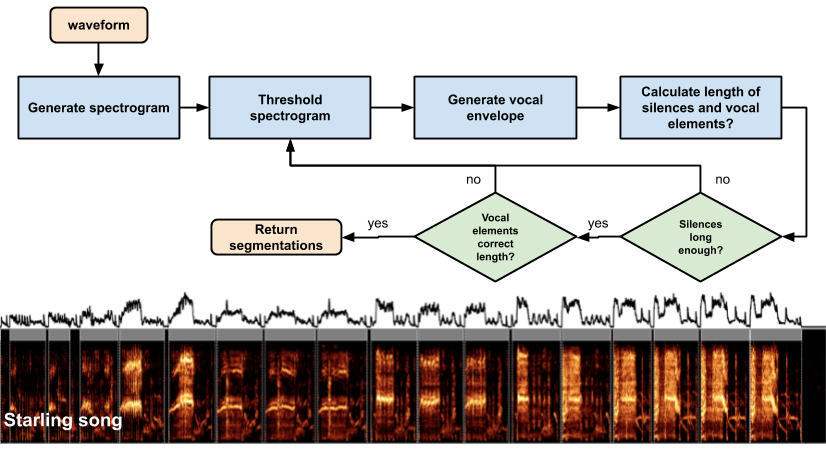 waveform
Generate spectrogram
Threshold
spectrogram
Generate vocal
envelope
Calculate length of
silences and vocal
elements?
no
no
Return
segmentations
yes
Vocal
elements
correct
length?
yes
Silences
long
enough?
Starling song